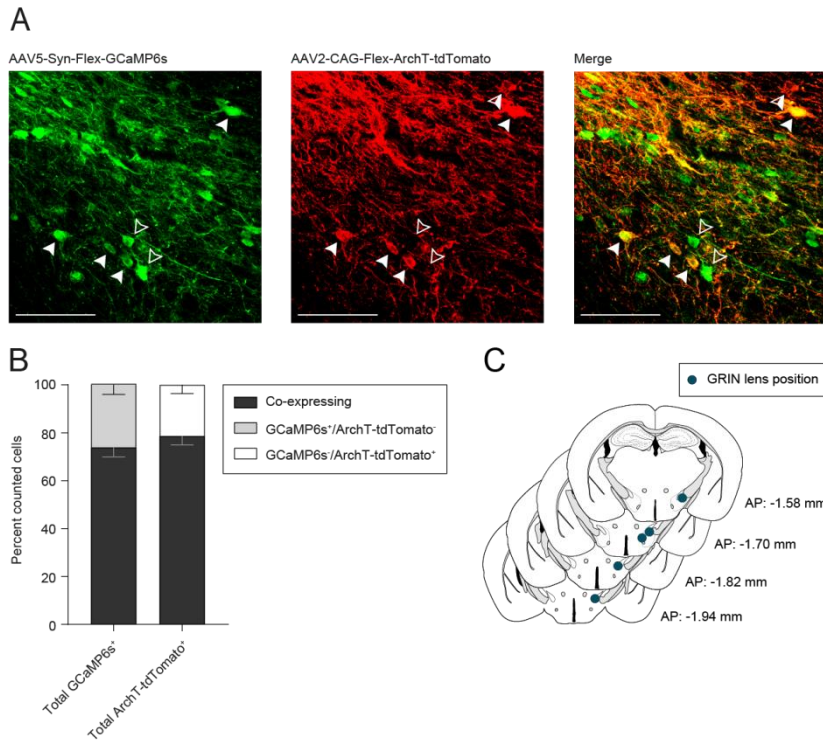 A
AAV5-Syn-Flex-GCaMP6s
AAV2-CAG-Flex-ArchT-tdTomato
Merge
B
100
80
60
40
20
0
Percent counted cells
Total GCaMP6s⁺
Total ArchT-tdTomato⁺
Co-expressing
GCaMP6s⁺/ArchT-tdTomato⁻
GCaMP6s⁻/ArchT-tdTomato⁺
C
GRIN lens position
AP: -1.58 mm
AP: -1.70 mm
AP: -1.82 mm
AP: -1.94 mm